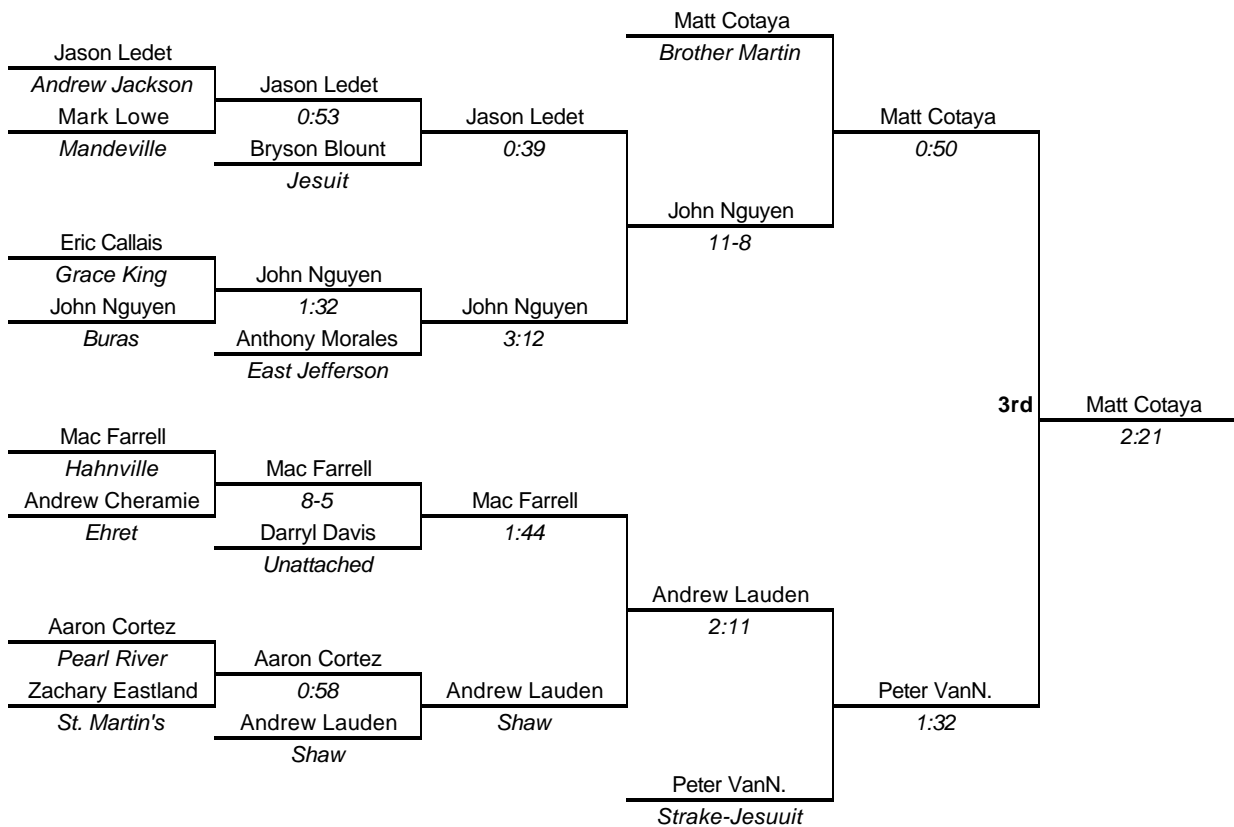 Matt Cotaya
Brother Martin
Jason Ledet
Andrew Jackson
Jason Ledet
Mark Lowe
0:53
Jason Ledet
Matt Cotaya
Mandeville
Bryson Blount
0:39
0:50
Jesuit
John Nguyen
11-8
Eric Callais
Grace King
John Nguyen
John Nguyen
1:32
John Nguyen
Buras
Anthony Morales
3:12
East Jefferson
3rd
Matt Cotaya
2:21
Mac Farrell
Hahnville
Mac Farrell
Andrew Cheramie
8-5
Mac Farrell
Ehret
Darryl Davis
1:44
Unattached
Andrew Lauden
2:11
Aaron Cortez
Pearl River
Aaron Cortez
Zachary Eastland
0:58
Andrew Lauden
Peter VanN.
St. Martin's
Andrew Lauden
Shaw
1:32
Shaw
Peter VanN.
Strake-Jesuuit